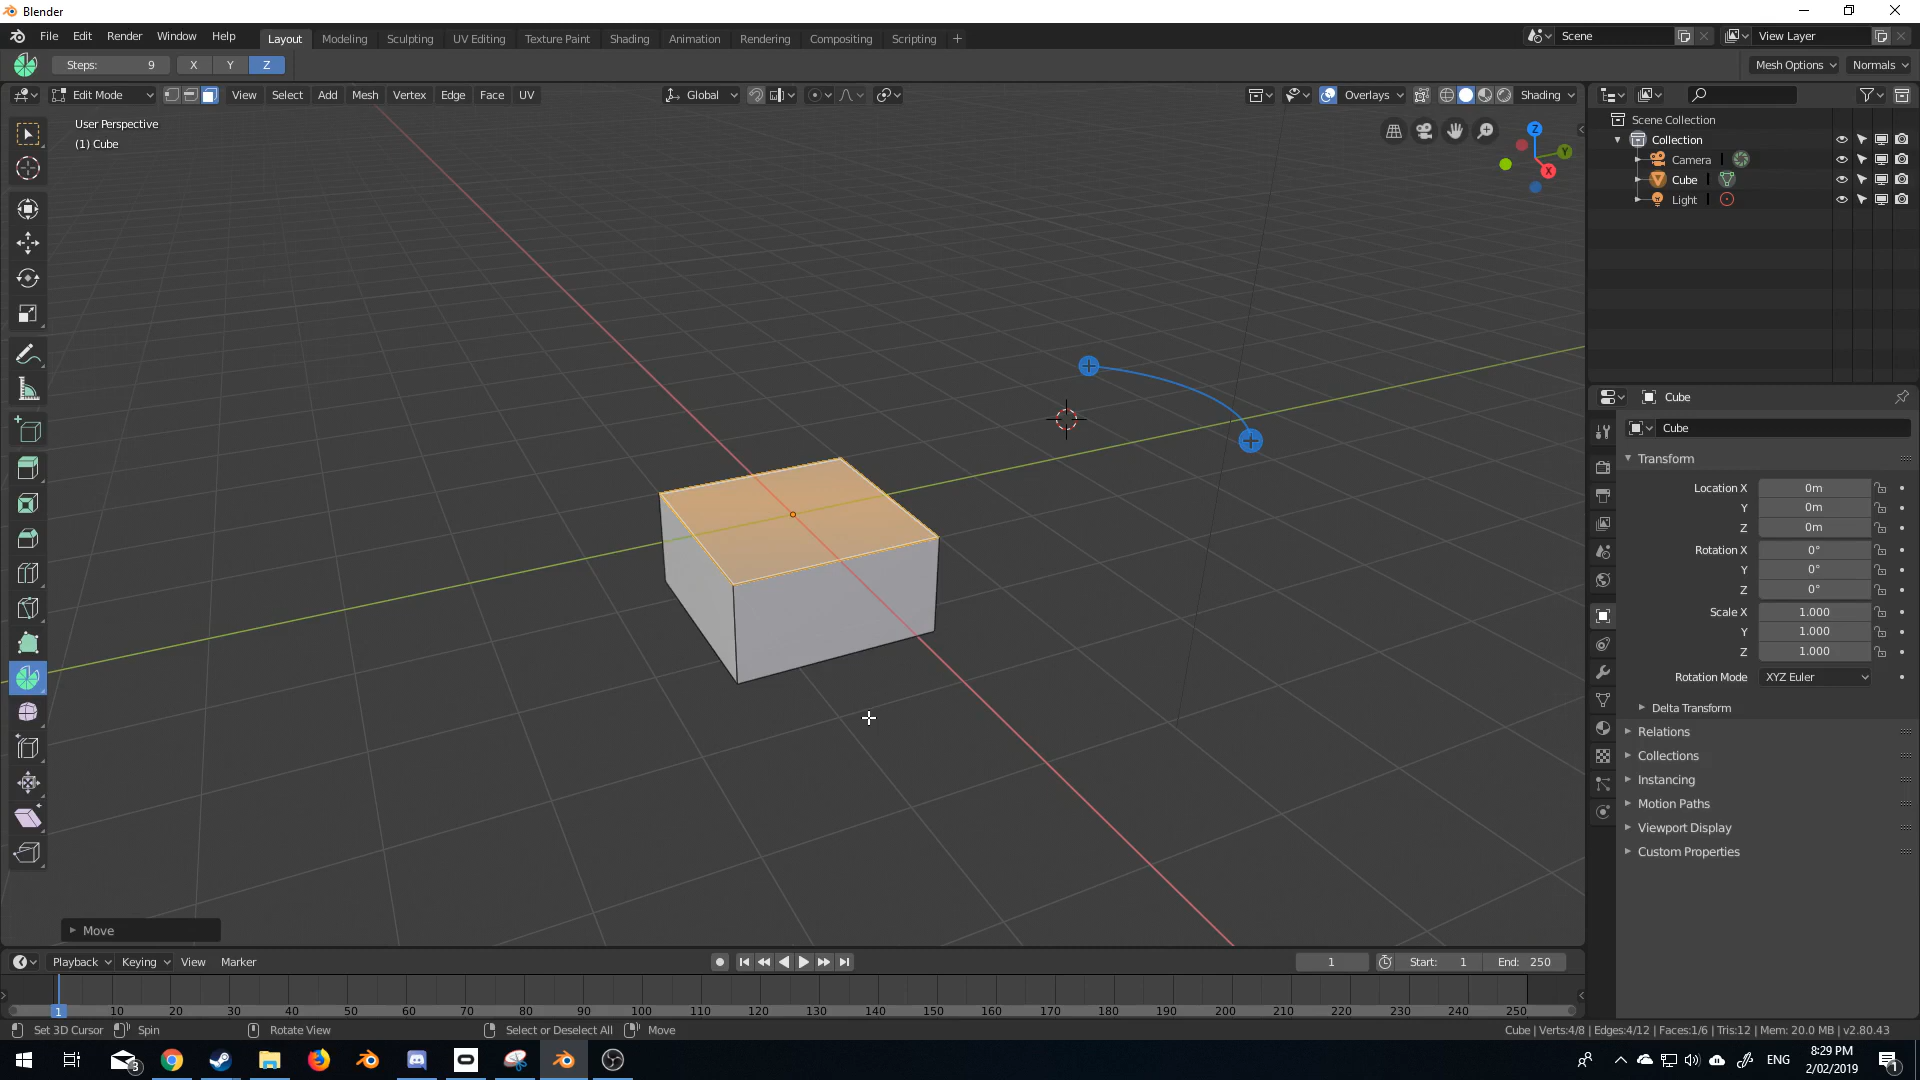 Blender
File Edit Render Window Help Layout Modeling Sculpting UV Editing Texture Paint Shading Animation Rendering Compositing Scripting + Scene View Layer
Steps: 9 X Y Z Mesh Options Normals
Edit Mode View Select Add Mesh Vertex Edge Face UV Global Overlays Shading
User Perspective
(1) Cube
Z
Y
X
Scene Collection
Collection
Camera
Cube
Light
Cube
Cube
Transform
Location X 0m
Y 0m
Z 0m
Rotation X 0°
Y 0°
Z 0°
Scale X 1.000
Y 1.000
Z 1.000
Rotation Mode XYZ Euler
Delta Transform
Relations
Collections
Instancing
Motion Paths
Viewport Display
Custom Properties
Move
Playback Keying View Marker 1 Start: 1 End: 250
1 10 20 30 40 50 60 70 80 90 100 110 120 130 140 150 160 170 180 190 200 210 220 230 240 250
Set 3D Cursor Spin Rotate View Select or Deselect All Move Cube | Verts:4/8 | Edges:4/12 | Faces:1/6 | Tris:12 | Mem: 20.0 MB | v2.80.43
3
ENG
8:29 PM
2/02/2019
1